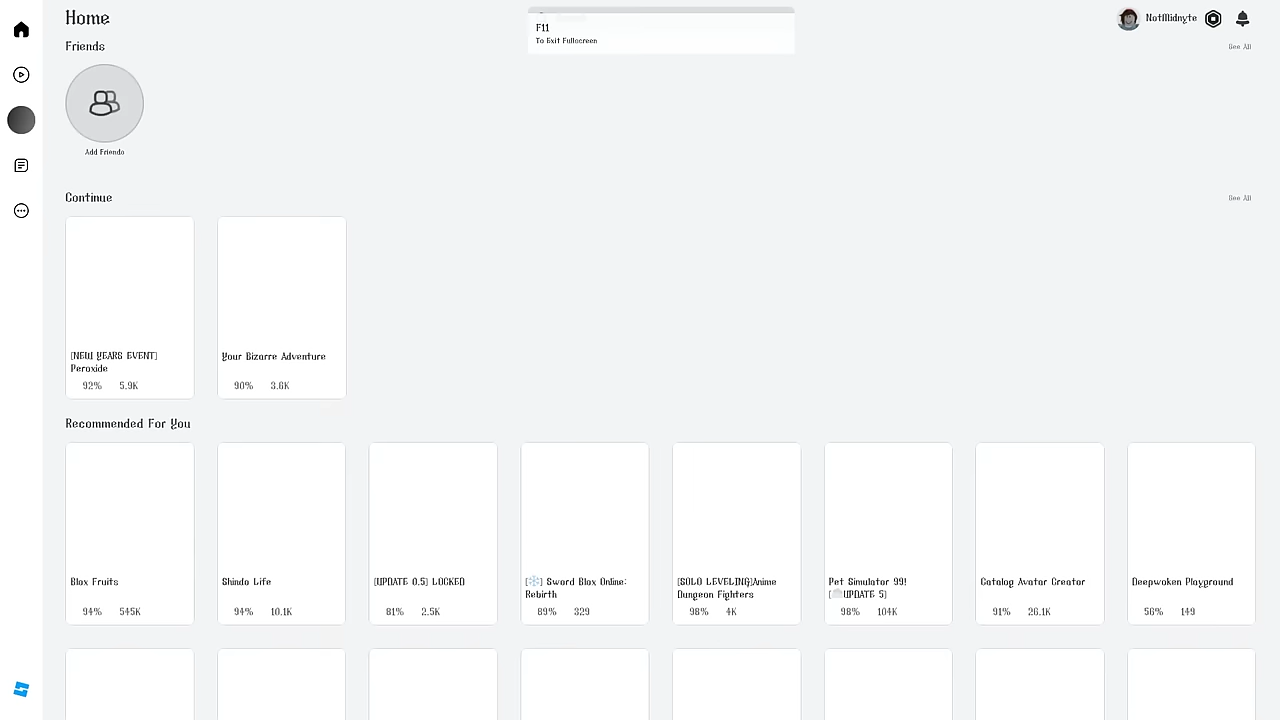 Home
F11
To Exit Fullscreen
NotMidnyte
Friends
See All
Add Friends
Continue
See All
[NEW YEARS EVENT]
Peroxide
92% 5.9K
Your Bizarre Adventure
90% 3.6K
Recommended For You
Blox Fruits
94% 545K
Shindo Life
94% 10.1K
[UPDATE 0.5] LOCKED
81% 2.5K
[❄️] Sword Blox Online:
Rebirth
89% 329
[SOLO LEVELING]Anime
Dungeon Fighters
98% 4K
Pet Simulator 99!
[🌧️UPDATE 5]
98% 104K
Catalog Avatar Creator
91% 26.1K
Deepwoken Playground
56% 149